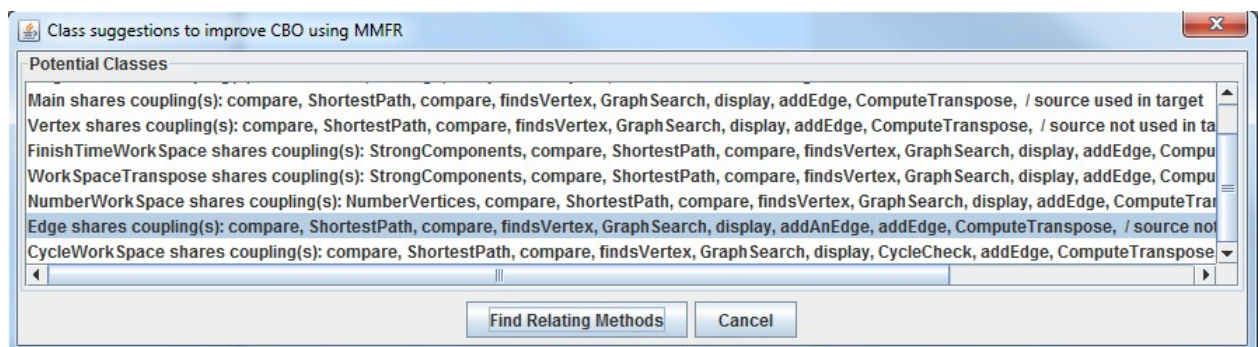 Class suggestions to improve CBO using MMFR
Potential Classes
Main shares coupling(s): compare, ShortestPath, compare, findsVertex, GraphSearch, display, addEdge, ComputeTranspose, / source used in target
Vertex shares coupling(s): compare, ShortestPath, compare, findsVertex, GraphSearch, display, addEdge, ComputeTranspose, / source not used in ta
FinishTimeWorkSpace shares coupling(s): StrongComponents, compare, ShortestPath, compare, findsVertex, GraphSearch, display, addEdge, Compu
WorkSpaceTranspose shares coupling(s): StrongComponents, compare, ShortestPath, compare, findsVertex, GraphSearch, display, addEdge, Compu
NumberWorkSpace shares coupling(s): NumberVertices, compare, ShortestPath, compare, findsVertex, GraphSearch, display, addEdge, ComputeTran
Edge shares coupling(s): compare, ShortestPath, compare, findsVertex, GraphSearch, display, addAnEdge, addEdge, ComputeTranspose, / source not
CycleWorkSpace shares coupling(s): compare, ShortestPath, compare, findsVertex, GraphSearch, display, CycleCheck, addEdge, ComputeTranspose
Find Relating Methods
Cancel